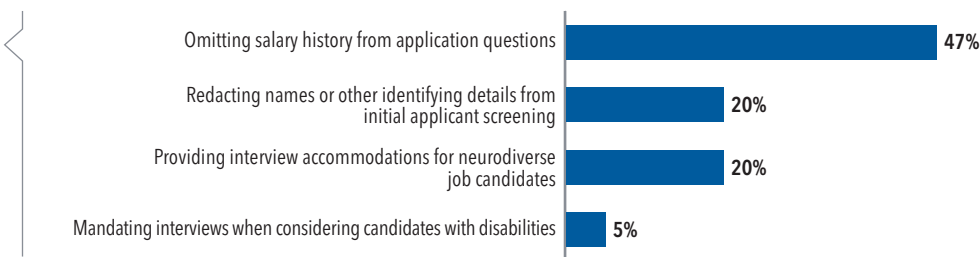 Omitting salary history from application questions 47%
Redacting names or other identifying details from
initial applicant screening 20%
Providing interview accommodations for neurodiverse
job candidates 20%
Mandating interviews when considering candidates with disabilities 5%